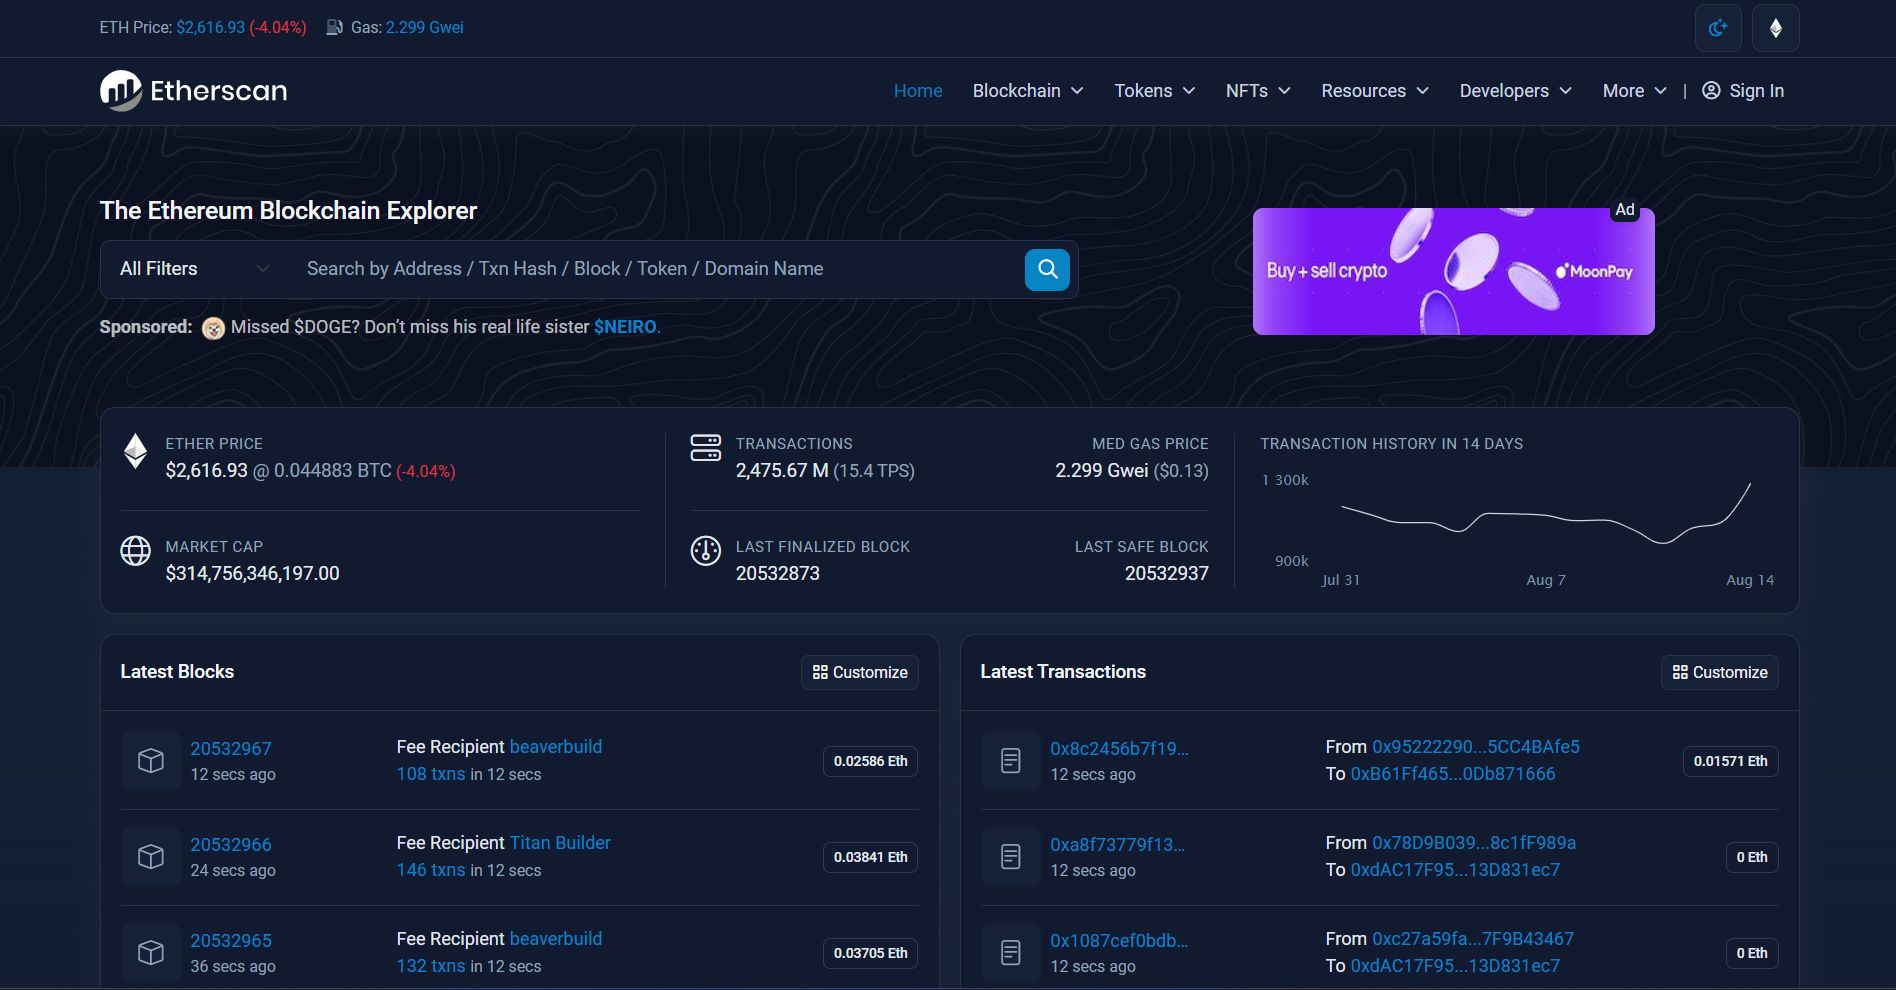 ETH Price: $2,616.93 (-4.04%) Gas: 2.299 Gwei
Etherscan
Home Blockchain Tokens NFTs Resources Developers More | Sign In
The Ethereum Blockchain Explorer
All Filters Search by Address / Txn Hash / Block / Token / Domain Name
Sponsored: Missed $DOGE? Don’t miss his real life sister $NEIRO.
Ad
Buy + sell crypto MoonPay
ETHER PRICE
$2,616.93 @ 0.044883 BTC (-4.04%)
MARKET CAP
$314,756,346,197.00
TRANSACTIONS
2,475.67 M (15.4 TPS)
MED GAS PRICE
2.299 Gwei ($0.13)
LAST FINALIZED BLOCK
20532873
LAST SAFE BLOCK
20532937
TRANSACTION HISTORY IN 14 DAYS
1 300k
900k
Jul 31 Aug 7 Aug 14
Latest Blocks
Customize
20532967
12 secs ago
Fee Recipient beaverbuild
108 txns in 12 secs
0.02586 Eth
20532966
24 secs ago
Fee Recipient Titan Builder
146 txns in 12 secs
0.03841 Eth
20532965
36 secs ago
Fee Recipient beaverbuild
132 txns in 12 secs
0.03705 Eth
Latest Transactions
Customize
0x8c2456b7f19...
12 secs ago
From 0x95222290...5CC4BAfe5
To 0xB61Ff465...0Db871666
0.01571 Eth
0xa8f73779f13...
12 secs ago
From 0x78D9B039...8c1fF989a
To 0xdAC17F95...13D831ec7
0 Eth
0x1087cef0bdb...
12 secs ago
From 0xc27a59fa...7F9B43467
To 0xdAC17F95...13D831ec7
0 Eth